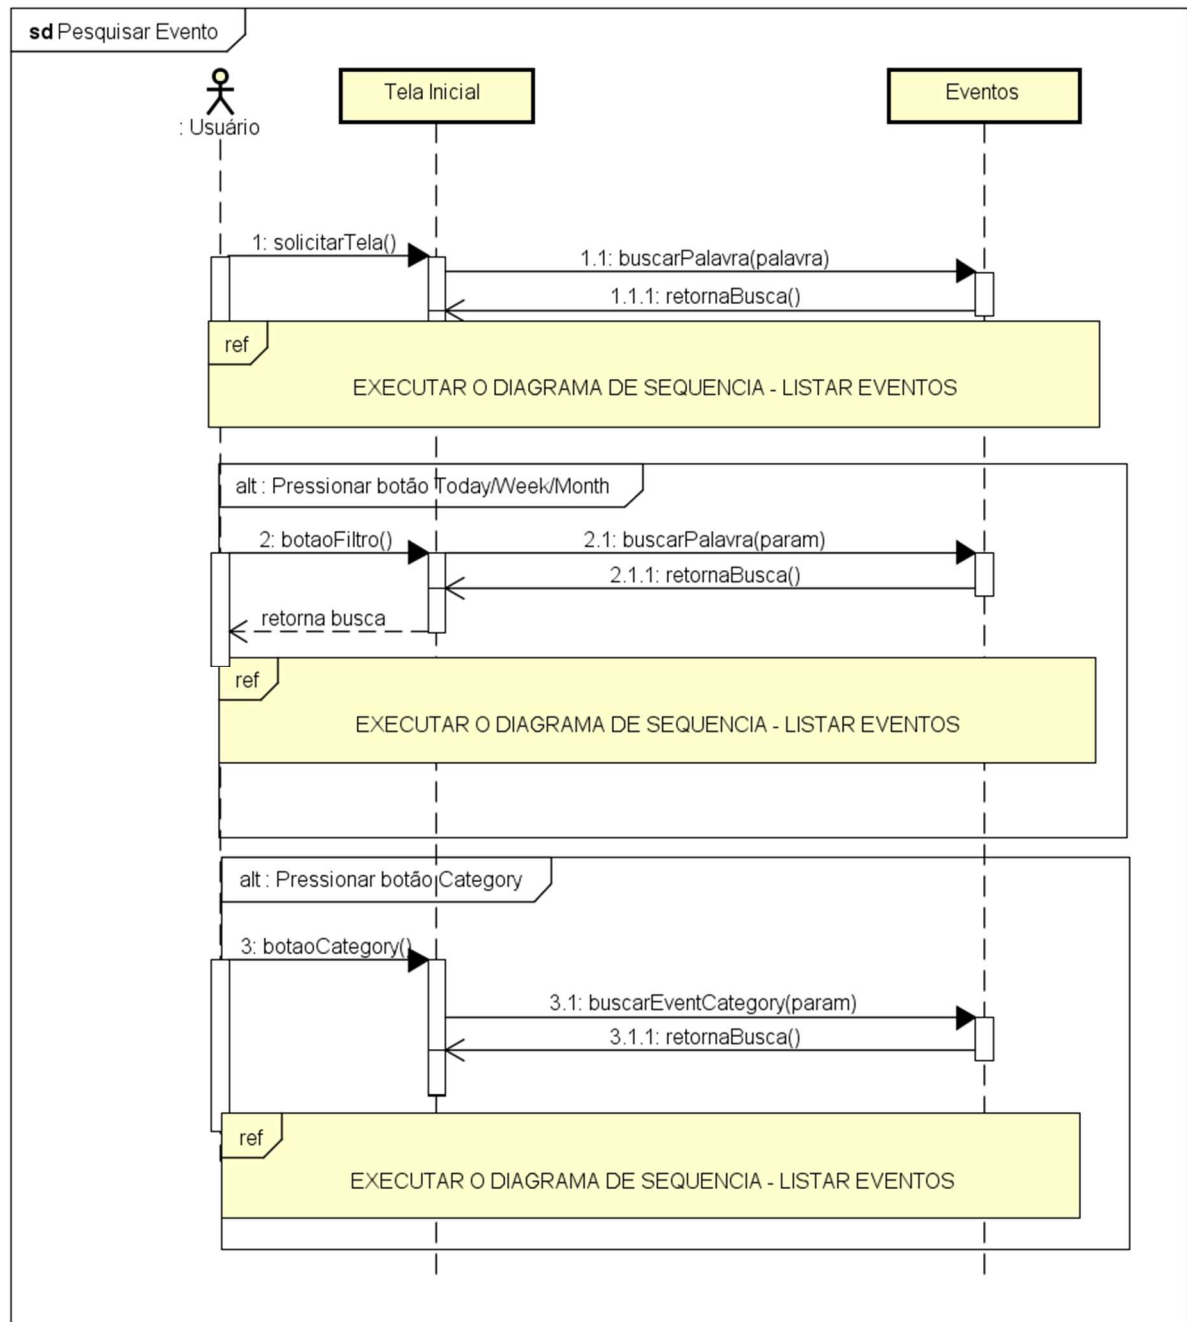 sd Pesquisar Evento
: Usuário
Tela Inicial
Eventos
1: solicitarTela()
1.1: buscarPalavra(palavra)
1.1.1: retornaBusca()
ref
EXECUTAR O DIAGRAMA DE SEQUENCIA - LISTAR EVENTOS
alt : Pressionar botão Today/Week/Month
2: botaoFiltro()
2.1: buscarPalavra(param)
2.1.1: retornaBusca()
retorna busca
ref
EXECUTAR O DIAGRAMA DE SEQUENCIA - LISTAR EVENTOS
alt : Pressionar botão Category
3: botaoCategory()
3.1: buscarEventCategory(param)
3.1.1: retornaBusca()
ref
EXECUTAR O DIAGRAMA DE SEQUENCIA - LISTAR EVENTOS